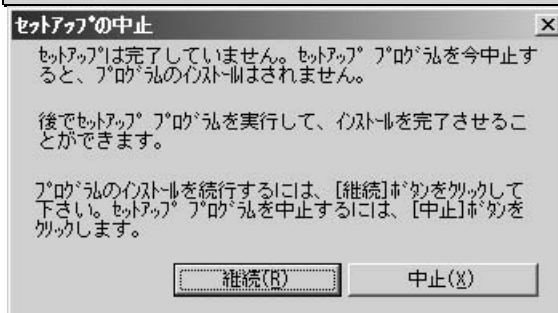 ｾｯﾄｱｯﾌﾟの中止
ｾｯﾄｱｯﾌﾟは完了していません。ｾｯﾄｱｯﾌﾟ ﾌﾟﾛｸﾞﾗﾑを今中止す
ると、ﾌﾟﾛｸﾞﾗﾑのｲﾝｽﾄｰﾙはされません。
後でｾｯﾄｱｯﾌﾟ ﾌﾟﾛｸﾞﾗﾑを実行して、ｲﾝｽﾄｰﾙを完了させるこ
とができます。
ﾌﾟﾛｸﾞﾗﾑのｲﾝｽﾄｰﾙを続行するには、[継続]ﾎﾞﾀﾝをｸﾘｯｸして
下さい。ｾｯﾄｱｯﾌﾟ ﾌﾟﾛｸﾞﾗﾑを中止するには、[中止]ﾎﾞﾀﾝを
ｸﾘｯｸします。
継続(R) 中止(X)